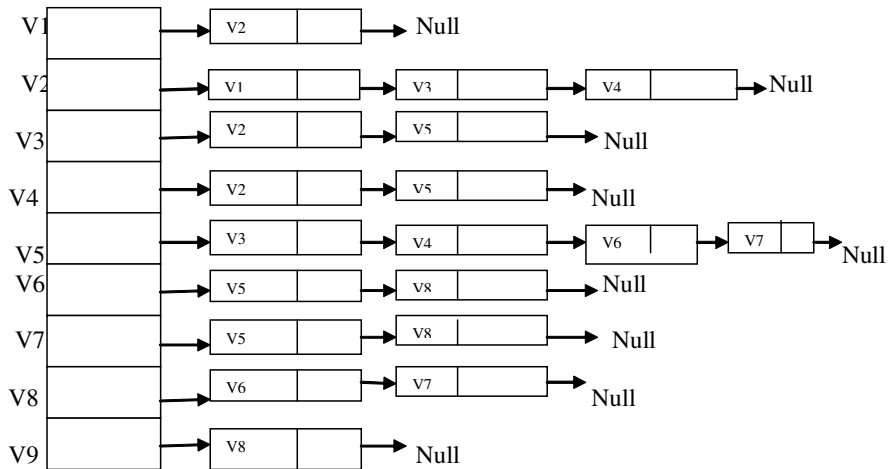 V1 V2 Null
V2 V1 V3 V4 Null
V3 V2 V5 Null
V4 V2 V5 Null
V5 V3 V4 V6 V7 Null
V6 V5 V8 Null
V7 V5 V8 Null
V8 V6 V7 Null
V9 V8 Null